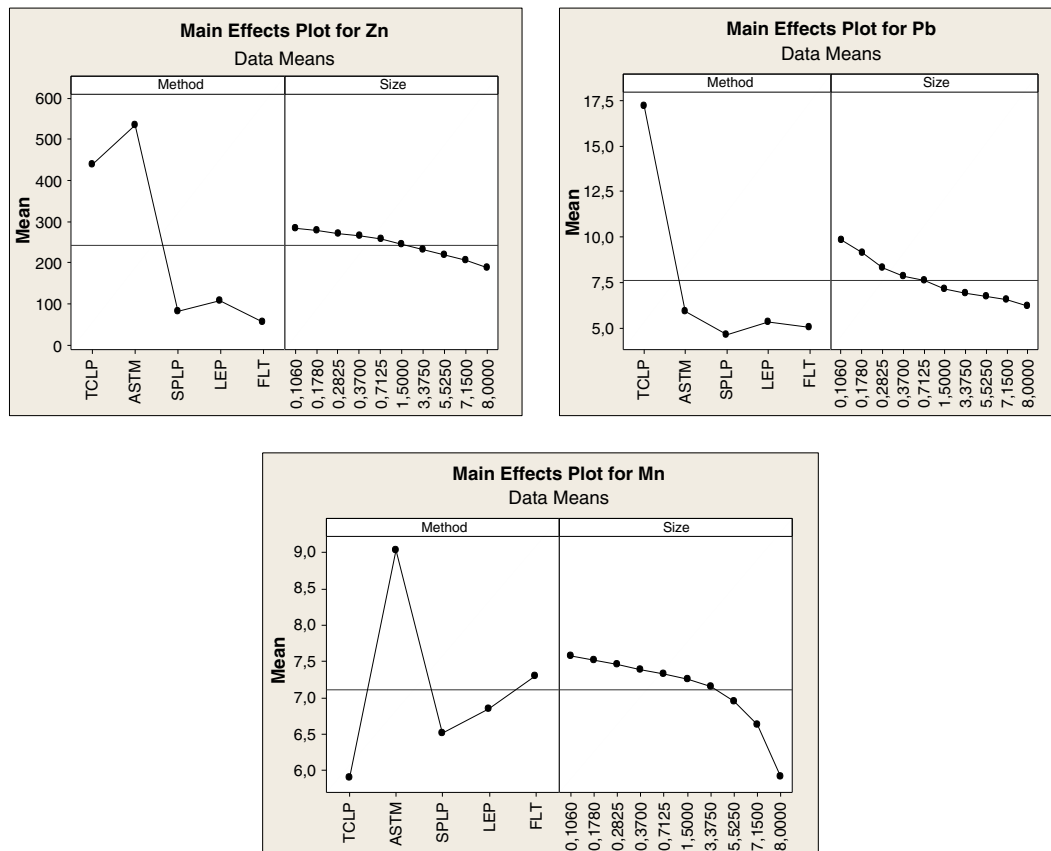 Main Effects Plot for Zn
Data Means
Method Size
600
500
400
300
200
100
0
Mean
TCLP
ASTM
SPLP
LEP
FLT
0,1060
0,1780
0,2825
0,3700
0,7125
1,5000
3,3750
5,5250
7,1500
8,0000
Main Effects Plot for Pb
Data Means
Method Size
17,5
15,0
12,5
10,0
7,5
5,0
Mean
TCLP
ASTM
SPLP
LEP
FLT
0,1060
0,1780
0,2825
0,3700
0,7125
1,5000
3,3750
5,5250
7,1500
8,0000
Main Effects Plot for Mn
Data Means
Method Size
9,0
8,5
8,0
7,5
7,0
6,5
6,0
Mean
TCLP
ASTM
SPLP
LEP
FLT
0,1060
0,1780
0,2825
0,3700
0,7125
1,5000
3,3750
5,5250
7,1500
8,0000